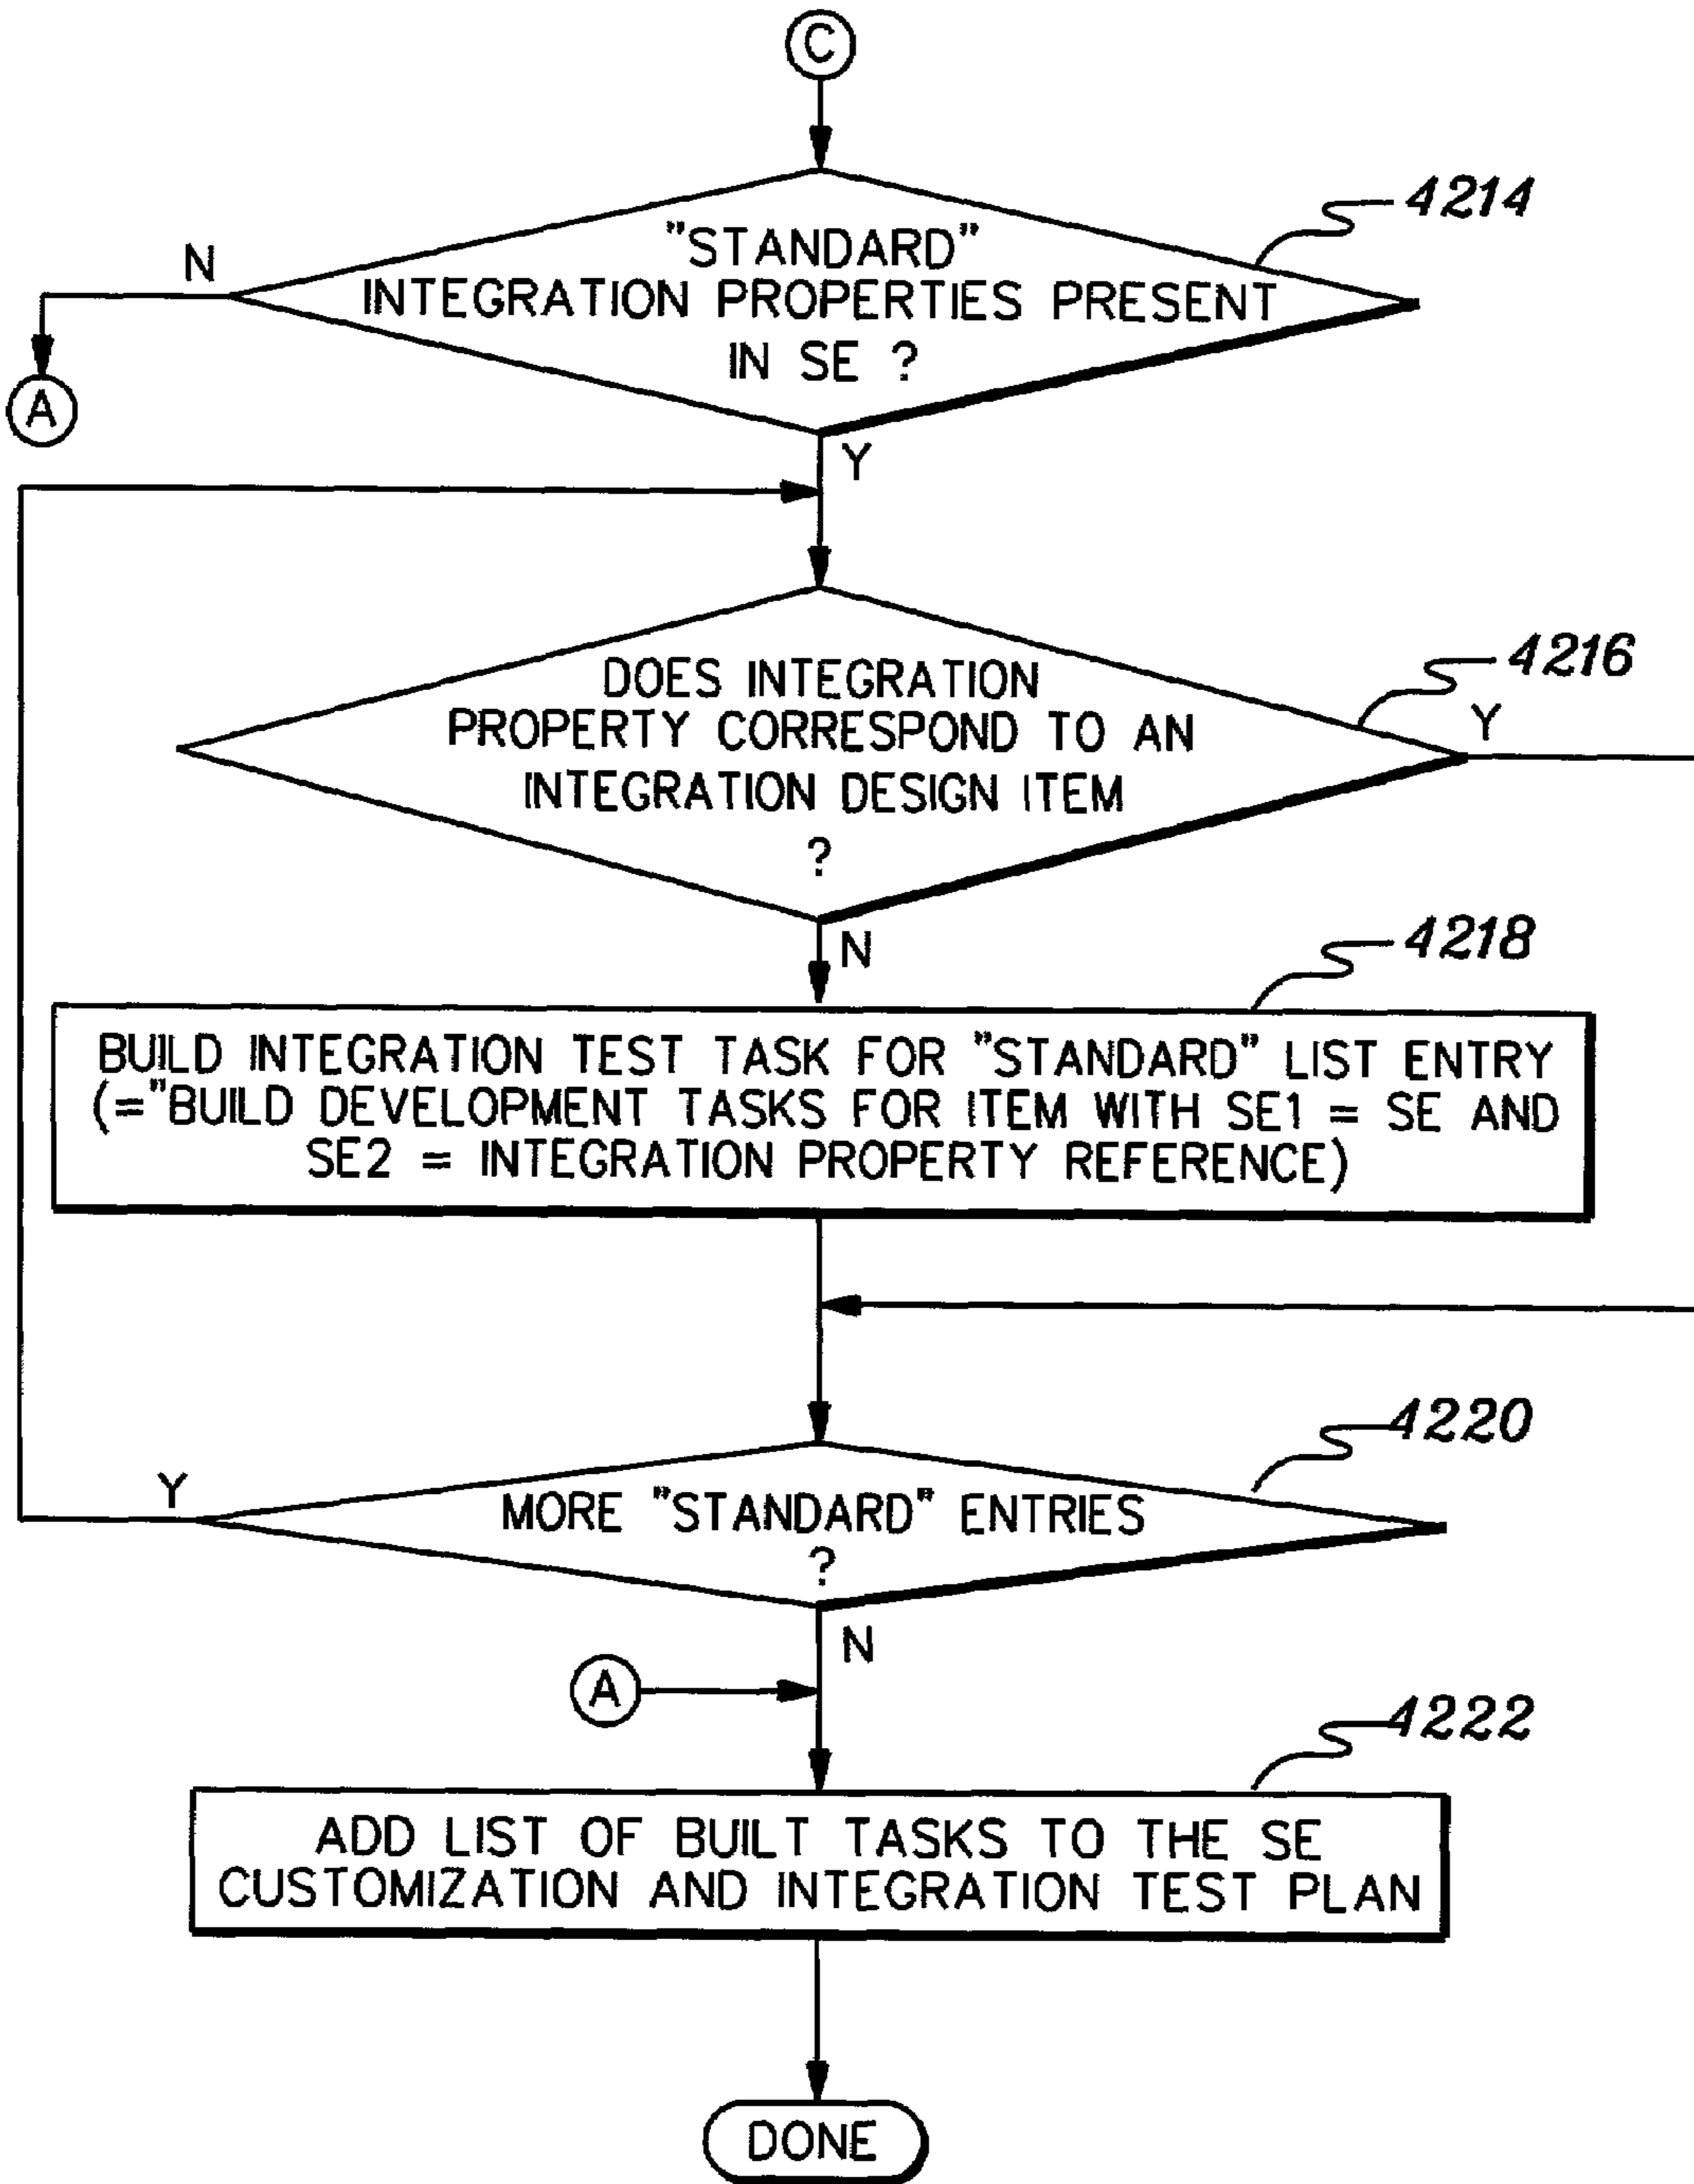 C
4214
"STANDARD"
N
INTEGRATION PROPERTIES PRESENT
IN SE ?
A
Y
4216
DOES INTEGRATION
Y
PROPERTY CORRESPOND TO AN
INTEGRATION DESIGN ITEM
?
N
4218
BUILD INTEGRATION TEST TASK FOR "STANDARD" LIST ENTRY
(="BUILD DEVELOPMENT TASKS FOR ITEM WITH SE1 = SE AND
SE2 = INTEGRATION PROPERTY REFERENCE)
4220
Y
MORE "STANDARD" ENTRIES
?
N
A
4222
ADD LIST OF BUILT TASKS TO THE SE
CUSTOMIZATION AND INTEGRATION TEST PLAN
DONE